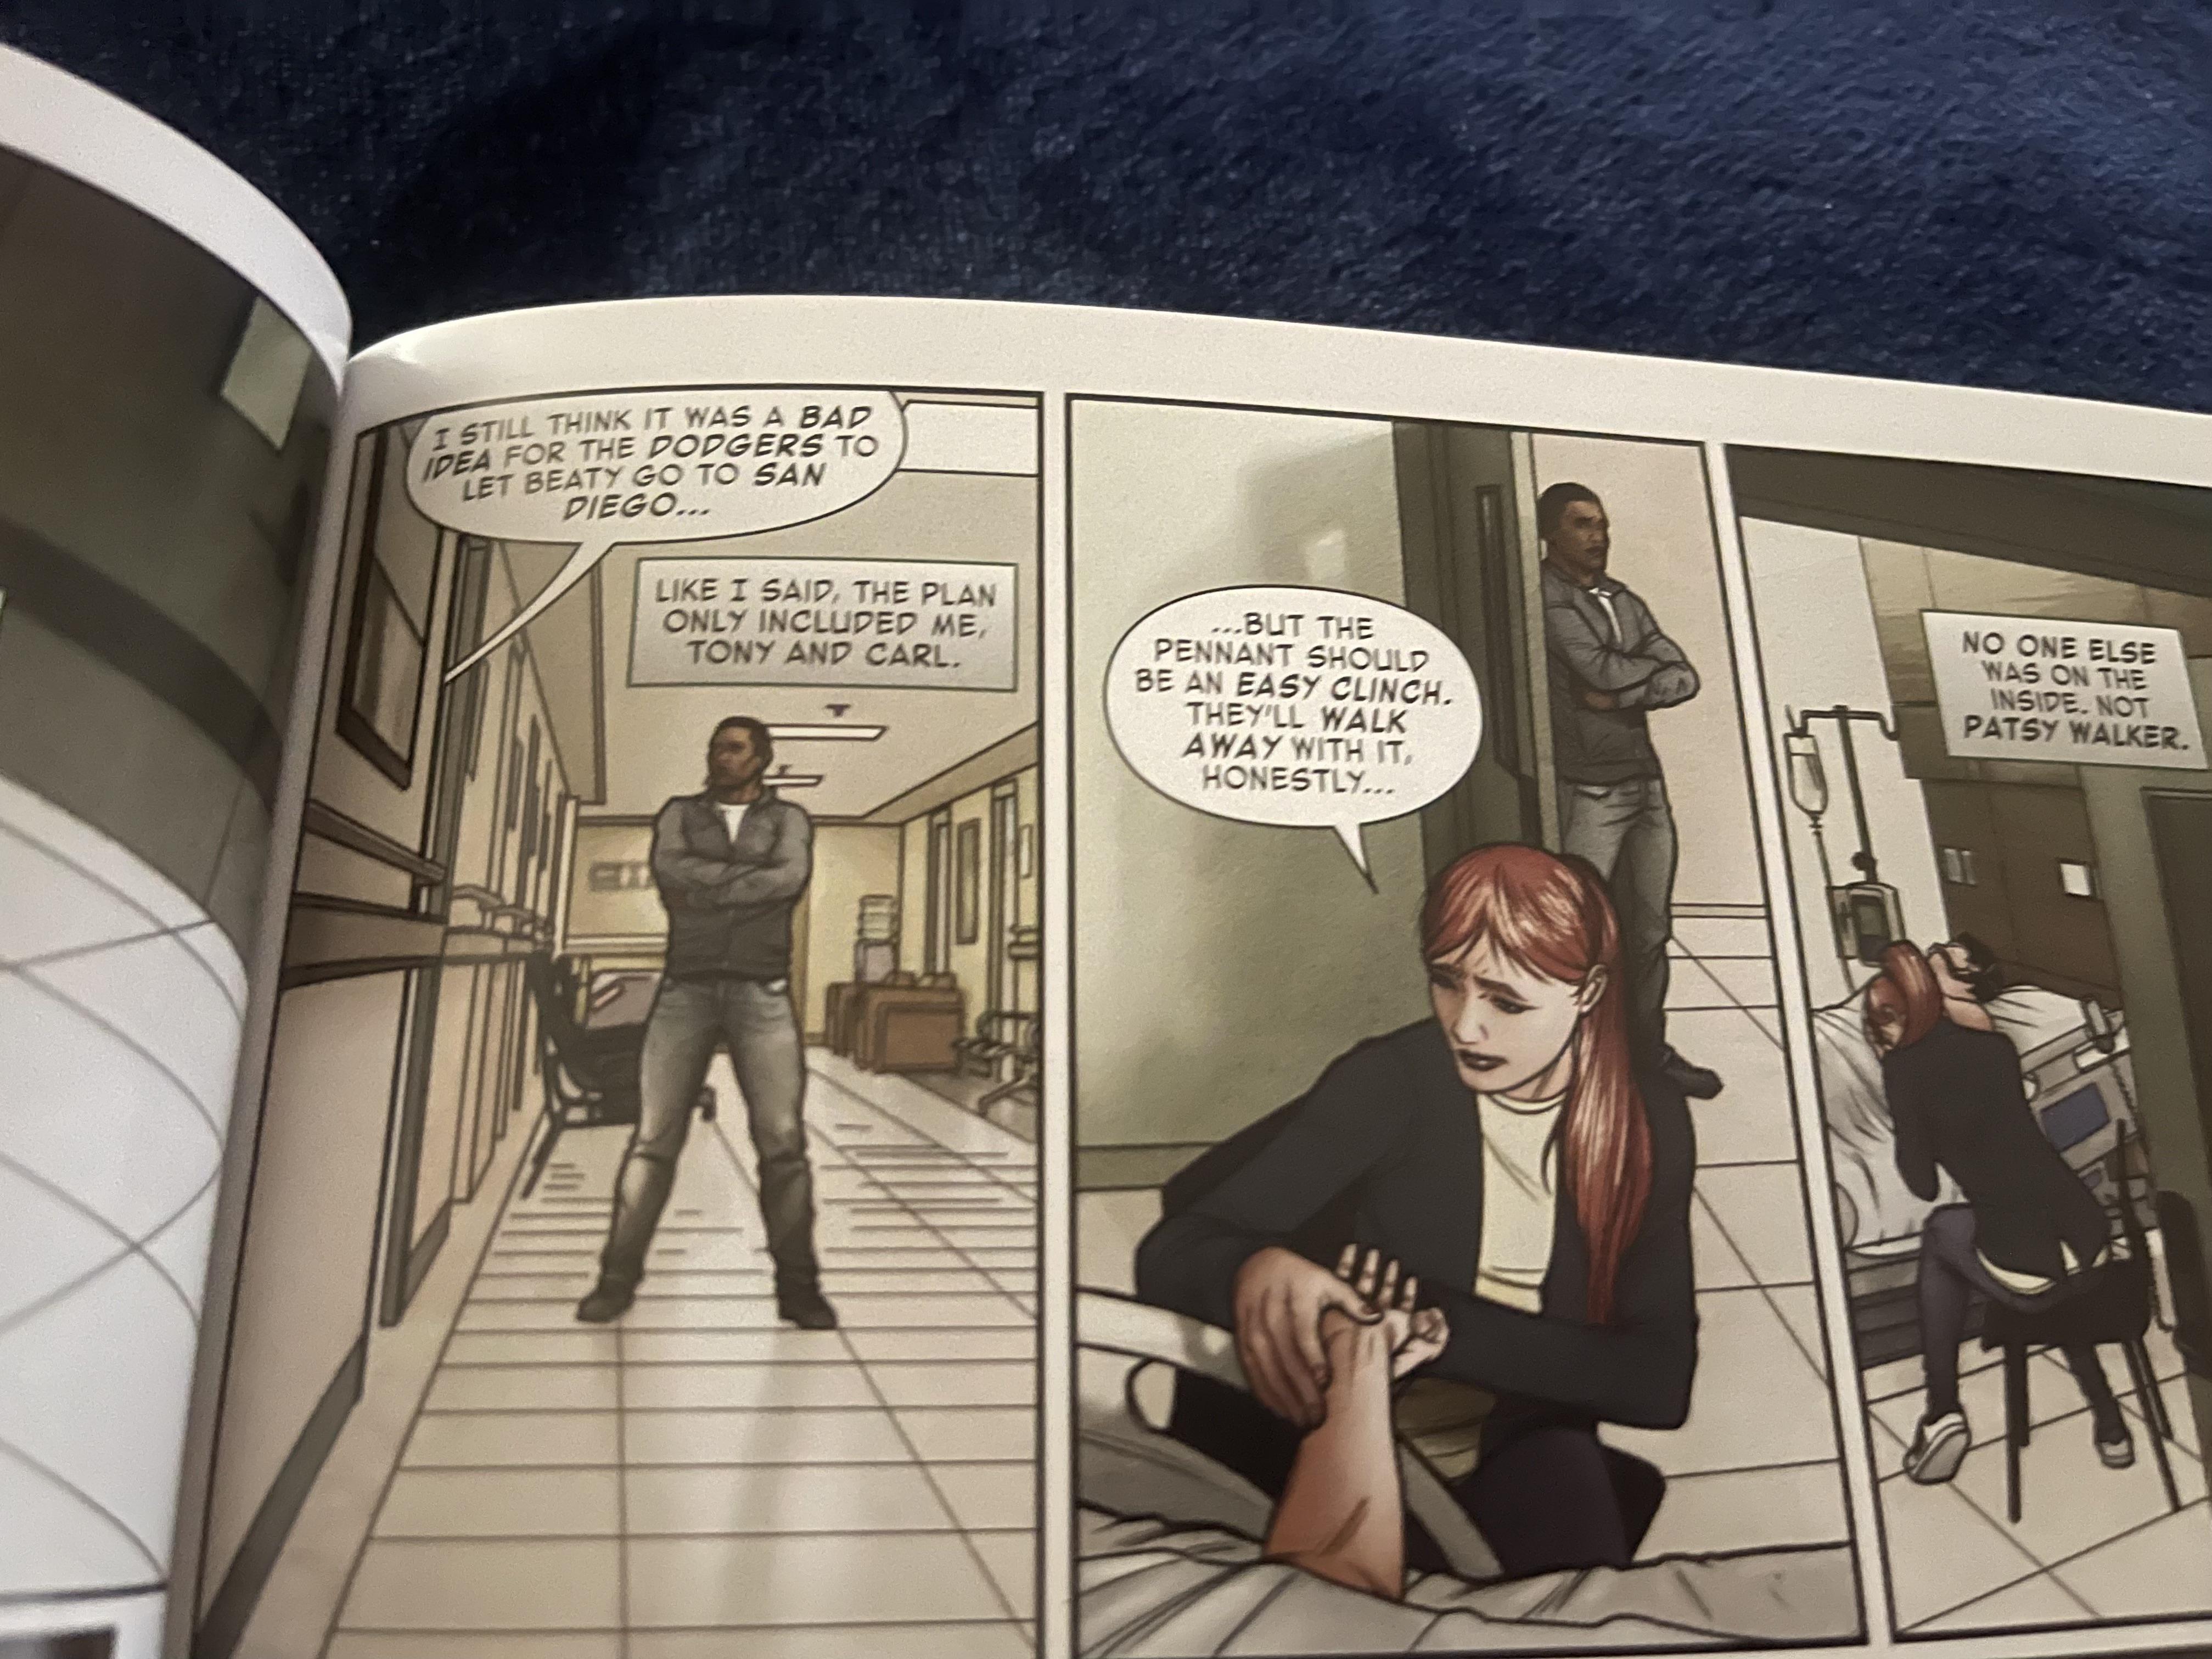 I STILL THINK IT WAS A BAD
IDEA FOR THE DODGERS TO
LET BEATY GO TO SAN
DIEGO...
LIKE I SAID, THE PLAN
ONLY INCLUDED ME,
TONY AND CARL.
...BUT THE
PENNANT SHOULD
BE AN EASY CLINCH.
THEY'LL WALK
AWAY WITH IT,
HONESTLY...
NO ONE ELSE
WAS ON THE
INSIDE. NOT
PATSY WALKER.